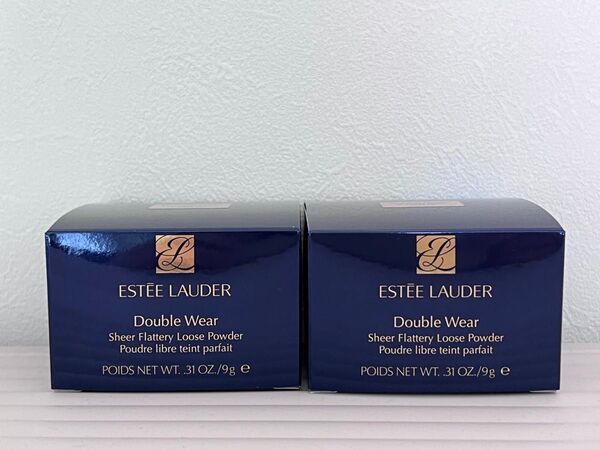 ESTĒE LAUDER
Double Wear
Sheer Flattery Loose Powder
Poudre libre teint parfait
POIDS NET WT. .31 OZ./9g e
ESTĒE LAUDER
Double Wear
Sheer Flattery Loose Powder
Poudre libre teint parfait
POIDS NET WT. .31 OZ./9g e